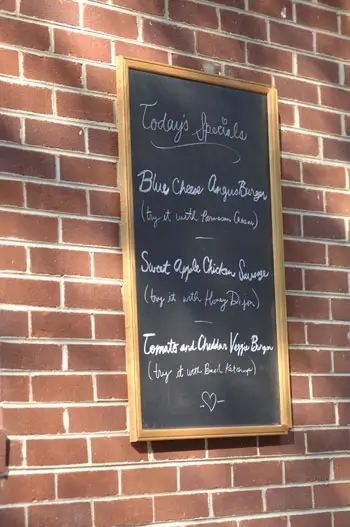 Today's Specials
Blue Cheese Angus Burger
(try it with Parmesan Caesar)
Sweet Apple Chicken Sausage
(try it with Honey Dijon)
Tomato and Cheddar Veggie Burger
(try it with Basil Ketchup)